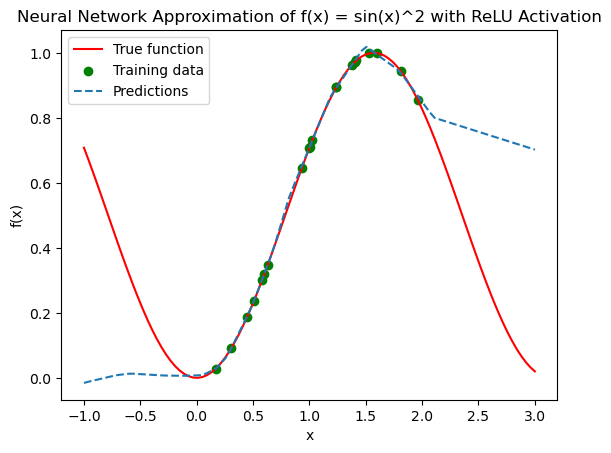 Neural Network Approximation of f(x) = sin(x)^2 with ReLU Activation
True function
Training data
Predictions
f(x)
1.0
0.8
0.6
0.4
0.2
0.0
−1.0 −0.5 0.0 0.5 1.0 1.5 2.0 2.5 3.0
x